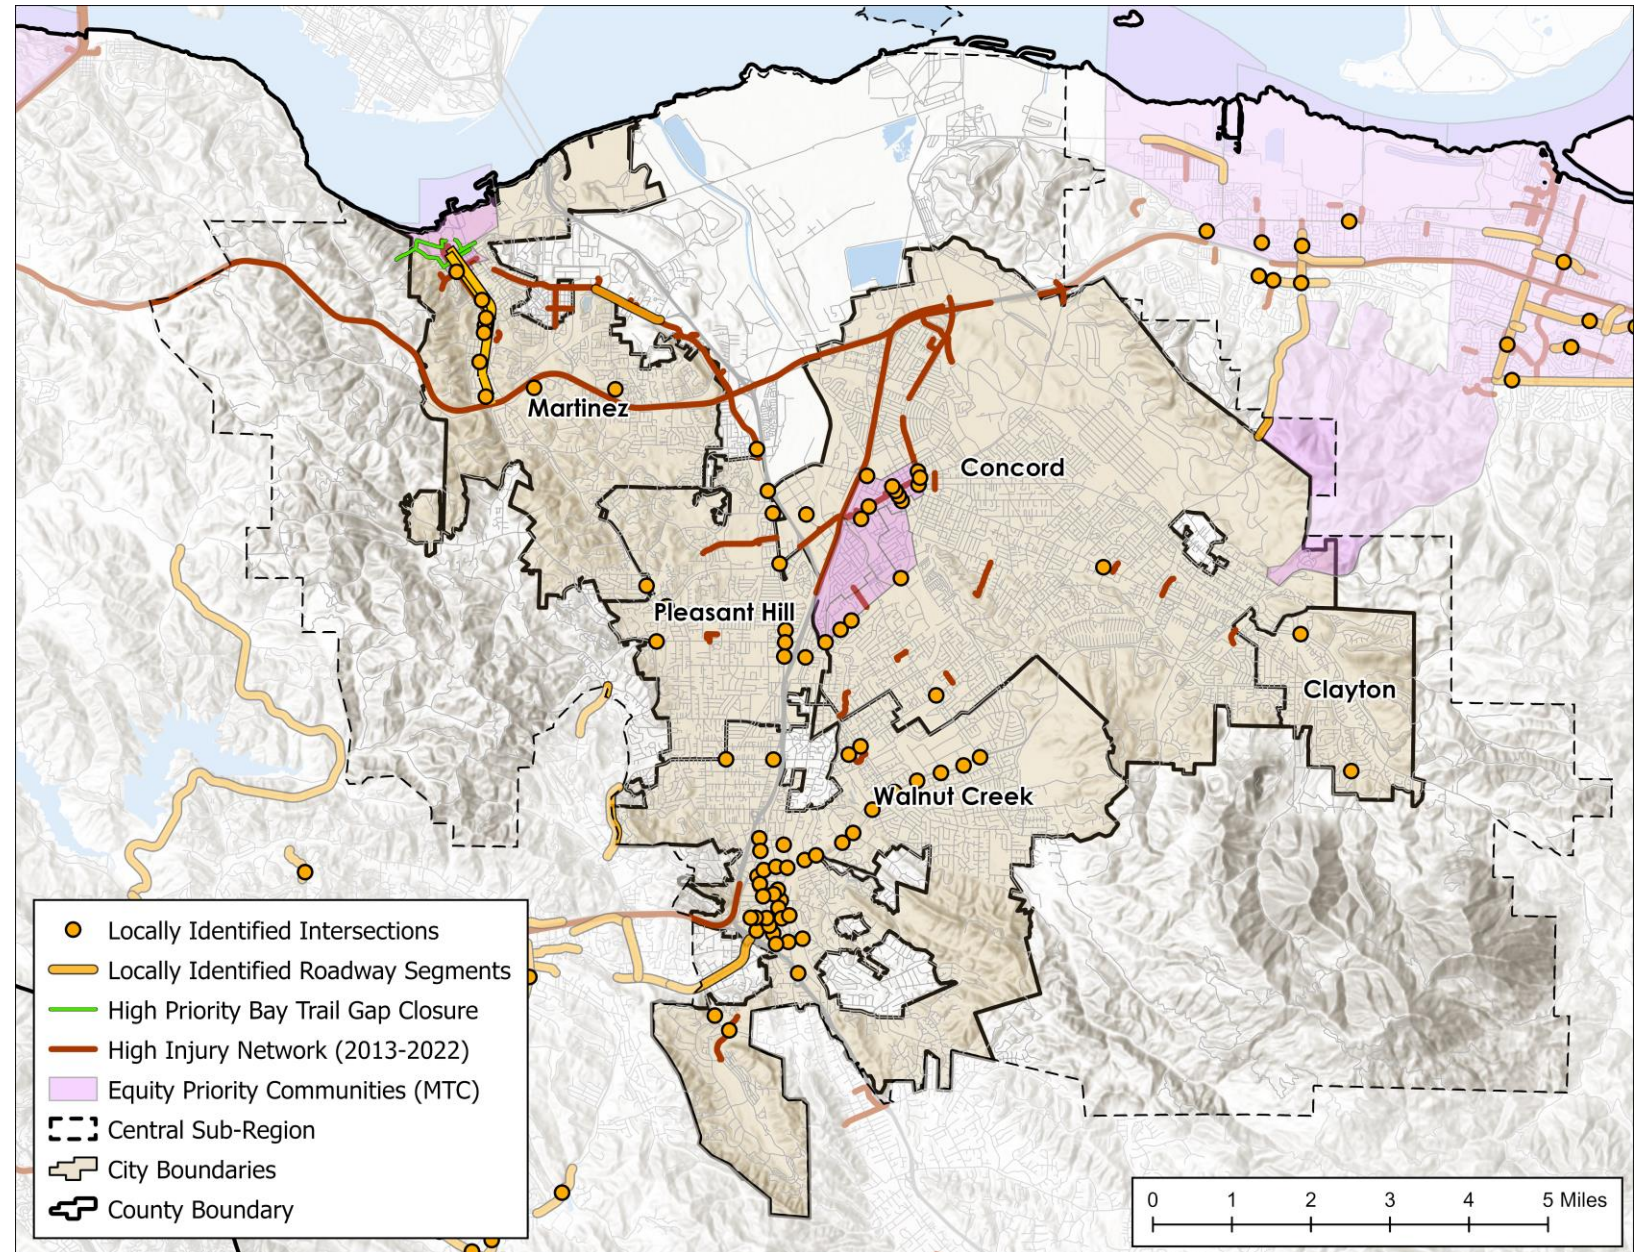 Martinez
Concord
Pleasant Hill
Clayton
Walnut Creek
Locally Identified Intersections
Locally Identified Roadway Segments
High Priority Bay Trail Gap Closure
High Injury Network (2013-2022)
Equity Priority Communities (MTC)
Central Sub-Region
City Boundaries
County Boundary
0 1 2 3 4 5 Miles